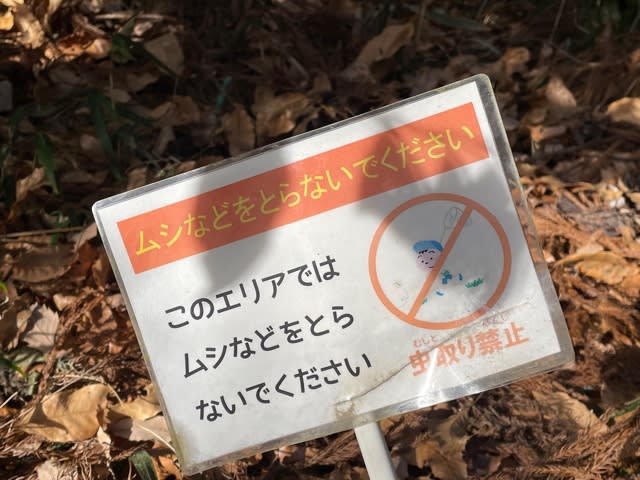 ムシなどをとらないでください
このエリアでは
ムシなどをとら
ないでください
むしと きんし
虫取り禁止